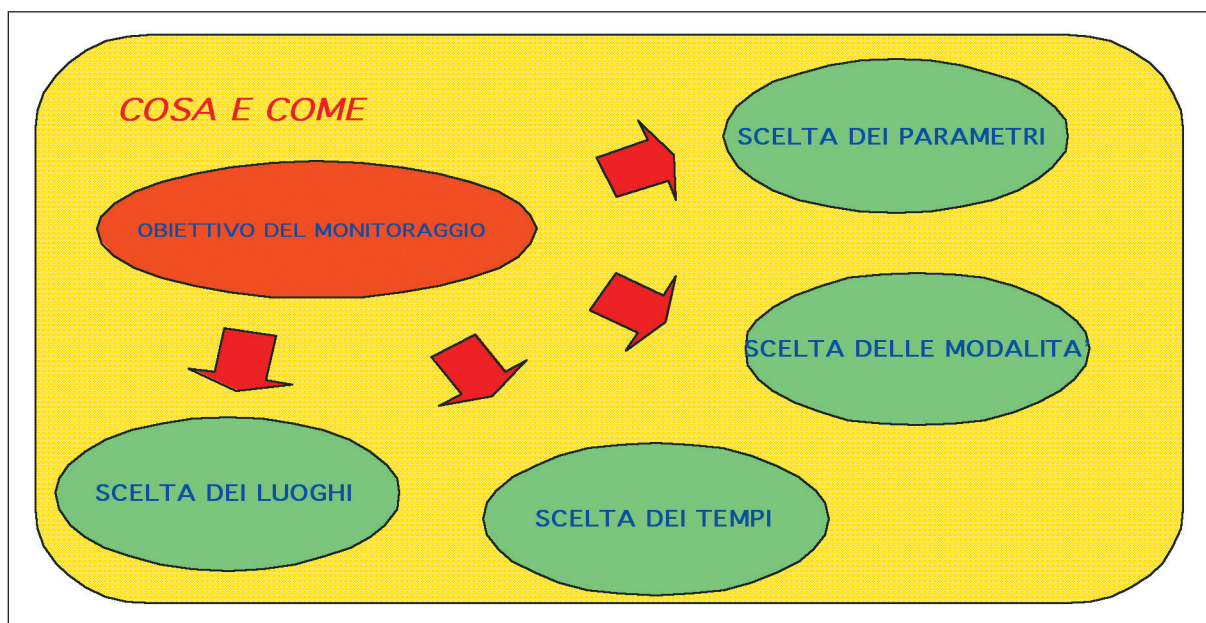 COSA E COME
SCELTA DEI PARAMETRI
OBIETTIVO DEL MONITORAGGIO
SCELTA DELLE MODALITA'
SCELTA DEI LUOGHI
SCELTA DEI TEMPI